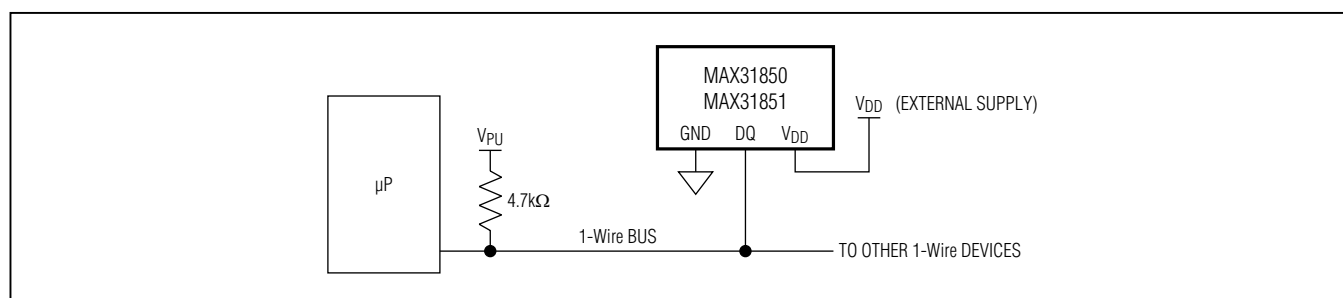 MAX31850
MAX31851
GND DQ VDD
VDD (EXTERNAL SUPPLY)
VPU
4.7kΩ
µP
1-Wire BUS
TO OTHER 1-Wire DEVICES